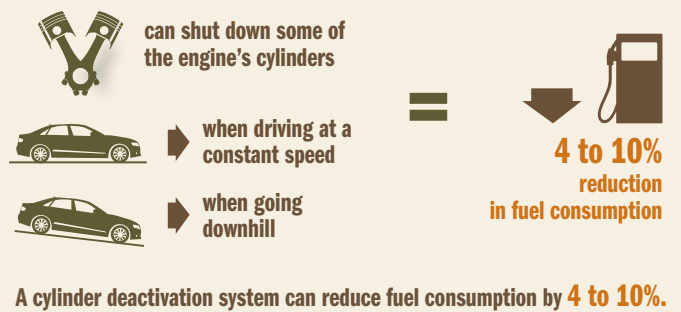 can shut down some of
the engine's cylinders
when driving at a
constant speed
when going
downhill
=
4 to 10%
reduction
in fuel consumption
A cylinder deactivation system can reduce fuel consumption by 4 to 10%.